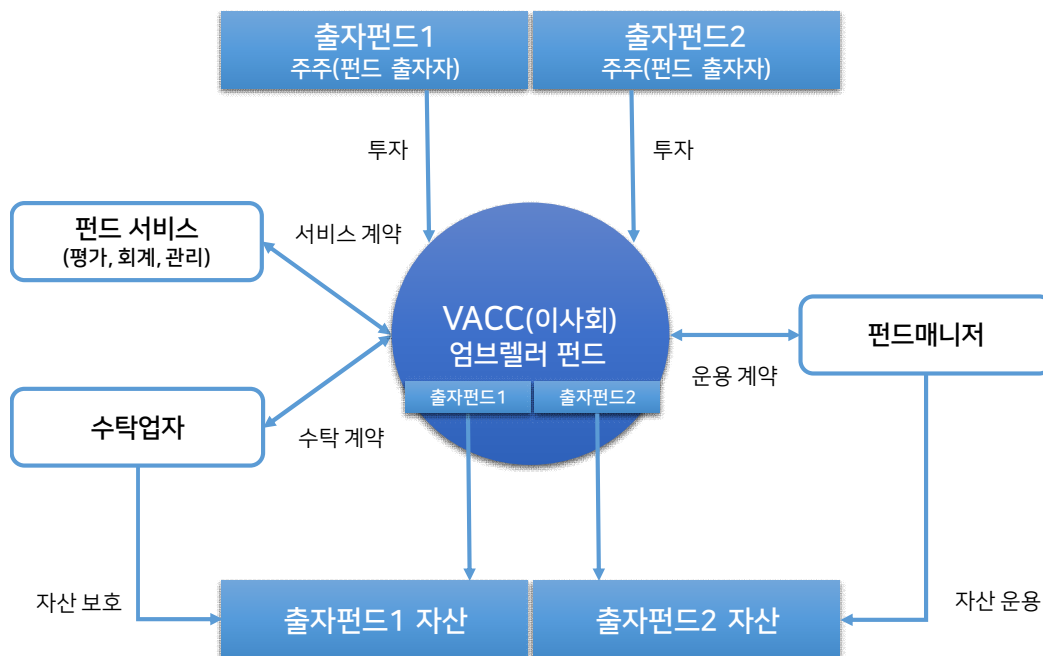 출자펀드1
주주(펀드 출자자)
출자펀드2
주주(펀드 출자자)
투자
투자
펀드 서비스
(평가, 회계, 관리)
서비스 계약
VACC(이사회)
엄브렐러 펀드
출자펀드1
출자펀드2
펀드매니저
운용 계약
수탁업자
수탁 계약
자산 보호
출자펀드1 자산
출자펀드2 자산
자산 운용